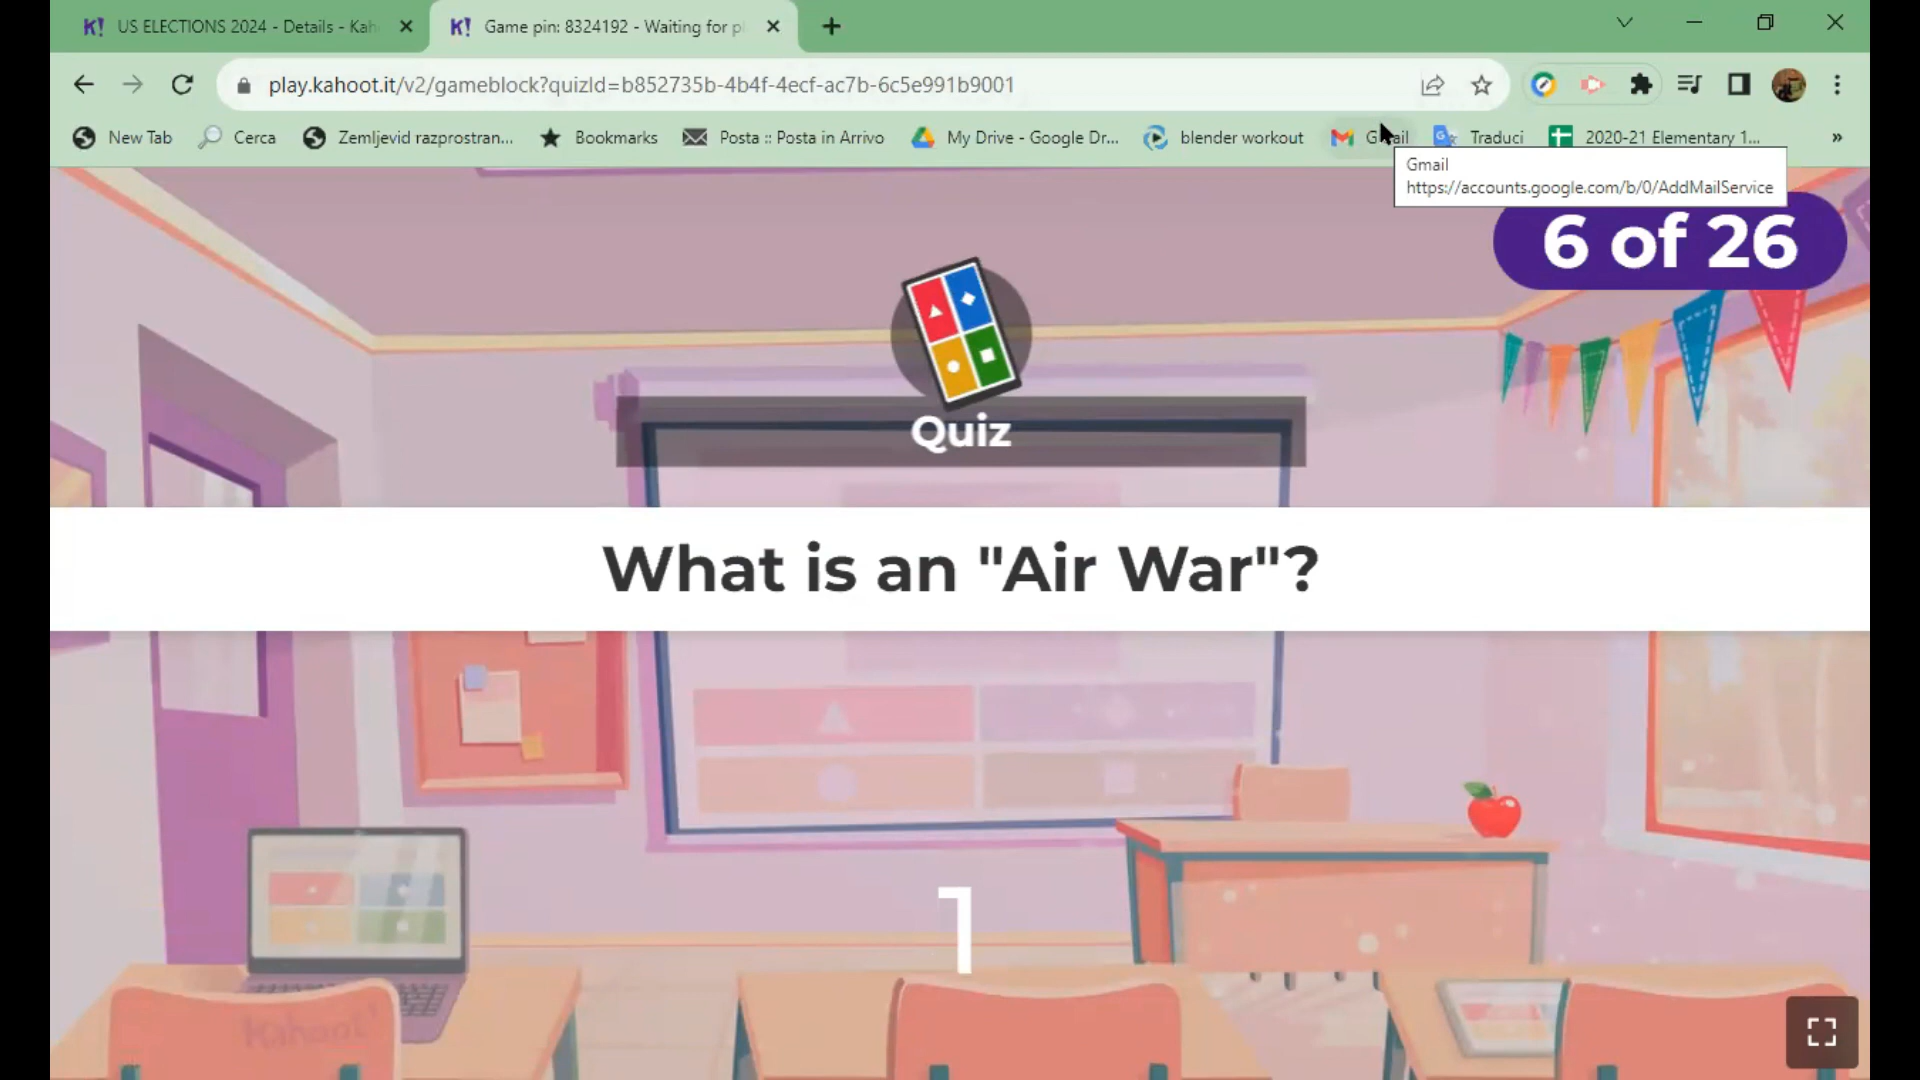 K! US ELECTIONS 2024 - Details - Kah
K! Game pin: 8324192 - Waiting for pl
play.kahoot.it/v2/gameblock?quizId=b852735b-4b4f-4ecf-ac7b-6c5e991b9001
New Tab Cerca Zemljevid razprostran... Bookmarks Posta :: Posta in Arrivo My Drive - Google Dr... blender workout Gmail Traduci 2020-21 Elementary 1... »
Gmail
https://accounts.google.com/b/0/AddMailService
6 of 26
Quiz
What is an "Air War"?
1
Kahoot!